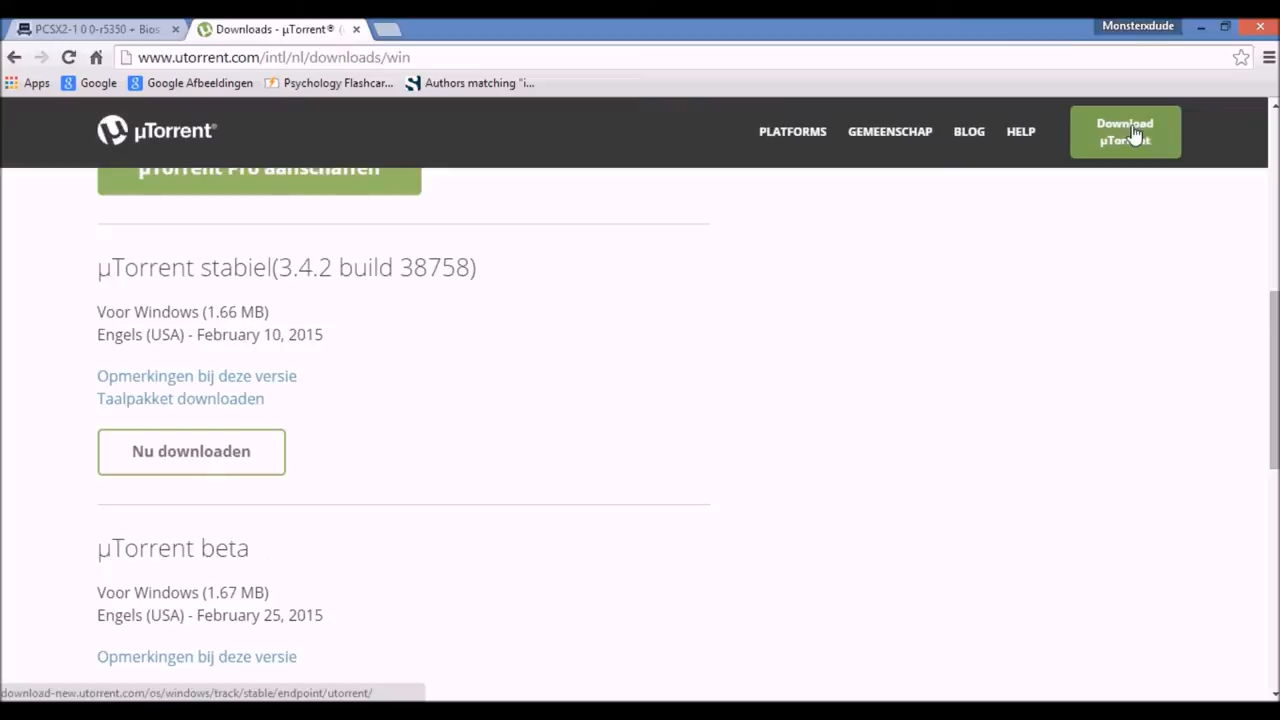 PCSX2-1 0 0-r5350 + Bios
Downloads - µTorrent® (
Monsterxdude
www.utorrent.com/intl/nl/downloads/win
Apps
Google
Google Afbeeldingen
Psychology Flashcar...
Authors matching "i...
µTorrent®
PLATFORMS
GEMEENSCHAP
BLOG
HELP
Download
µTorrent
µTorrent Pro aanschaffen
µTorrent stabiel(3.4.2 build 38758)
Voor Windows (1.66 MB)
Engels (USA) - February 10, 2015
Opmerkingen bij deze versie
Taalpakket downloaden
Nu downloaden
µTorrent beta
Voor Windows (1.67 MB)
Engels (USA) - February 25, 2015
Opmerkingen bij deze versie
download-new.utorrent.com/os/windows/track/stable/endpoint/utorrent/